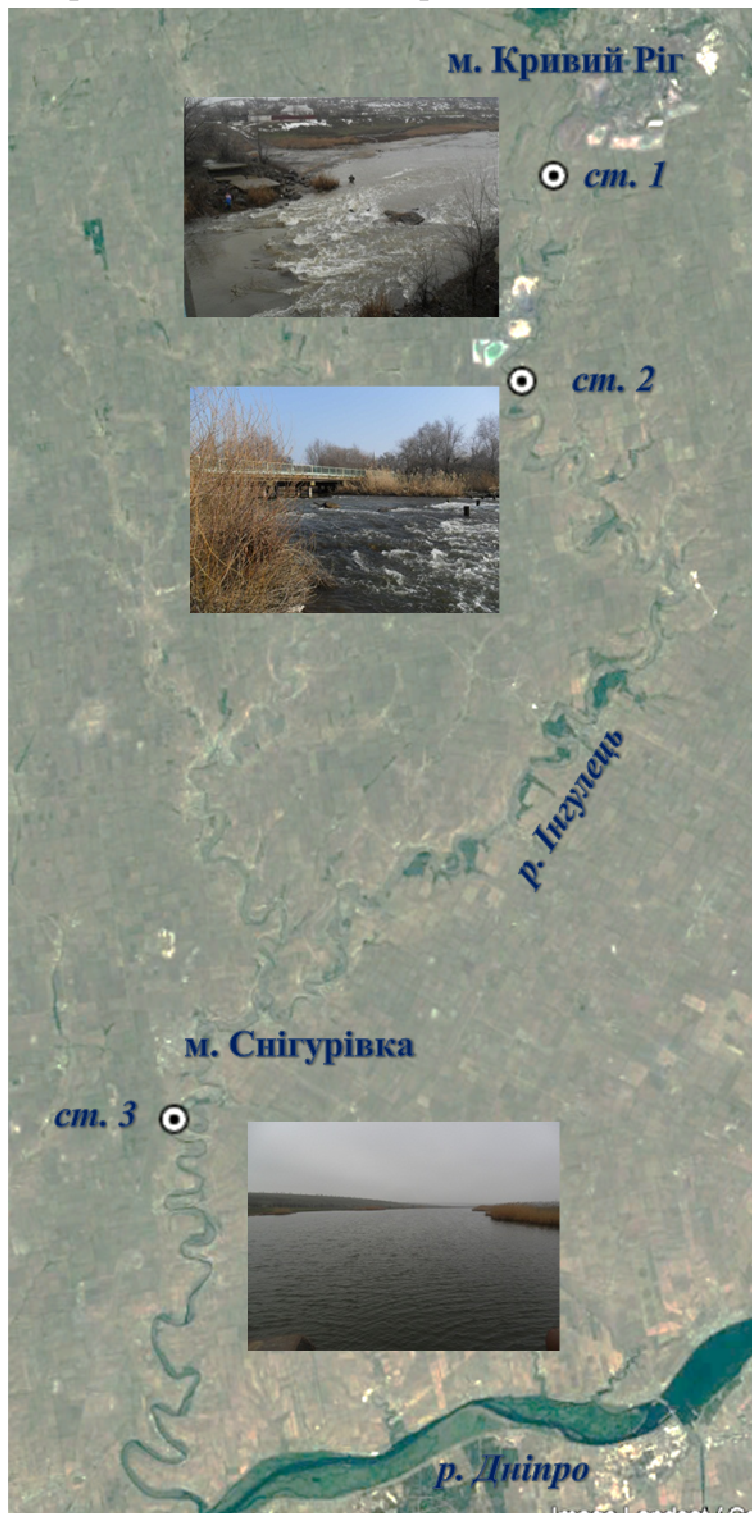 м. Кривий Ріг
ст. 1
ст. 2
р. Інгулець
м. Снігурівка
ст. 3
р. Дніпро